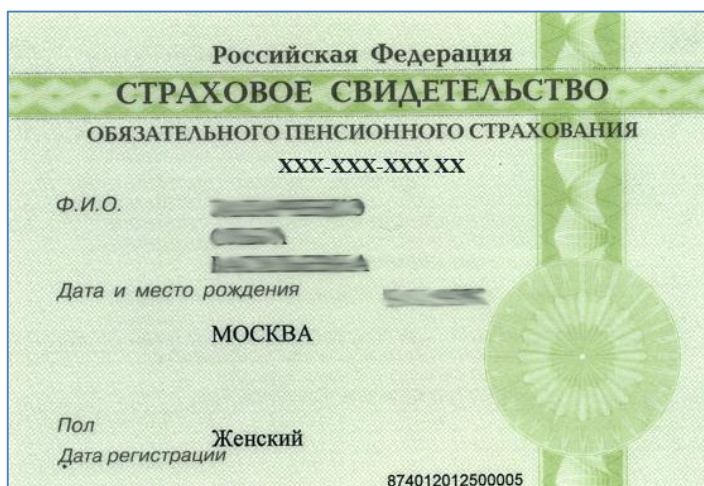 Российская Федерация
СТРАХОВОЕ СВИДЕТЕЛЬСТВО
ОБЯЗАТЕЛЬНОГО ПЕНСИОННОГО СТРАХОВАНИЯ
XXX-XXX-XXX XX
Ф.И.О.
Дата и место рождения
МОСКВА
Пол
Женский
Дата регистрации
874012012500005